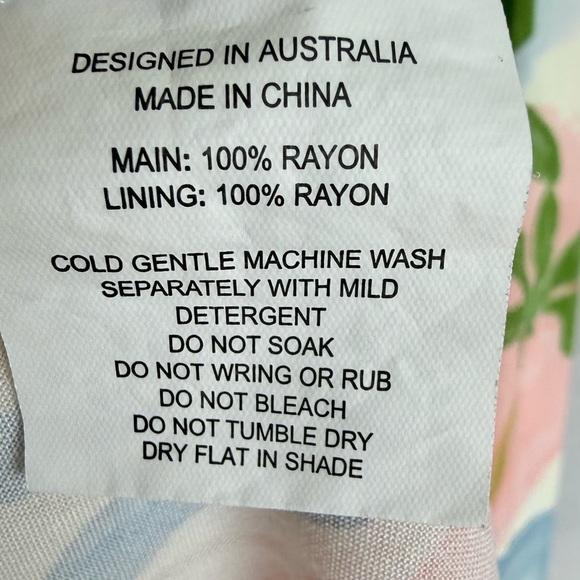 DESIGNED IN AUSTRALIA
MADE IN CHINA
MAIN: 100% RAYON
LINING: 100% RAYON
COLD GENTLE MACHINE WASH
SEPARATELY WITH MILD
DETERGENT
DO NOT SOAK
DO NOT WRING OR RUB
DO NOT BLEACH
DO NOT TUMBLE DRY
DRY FLAT IN SHADE